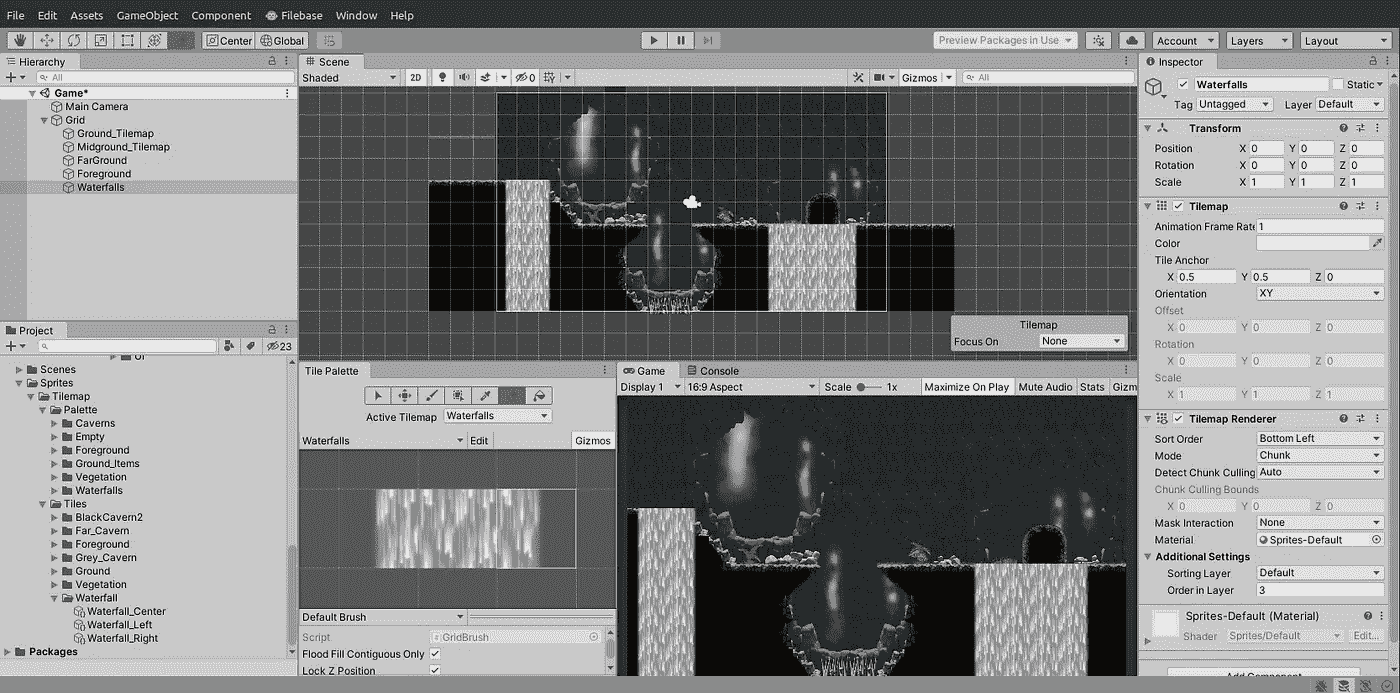 File Edit Assets GameObject Component Filebase Window Help
Center Global Preview Packages in Use Account Layers Layout
Hierarchy
All
Game*
Main Camera
Grid
Ground_Tilemap
Midground_Tilemap
FarGround
Foreground
Waterfalls
Project
23
Scenes
Sprites
Tilemap
Palette
Caverns
Empty
Foreground
Ground_Items
Vegetation
Waterfalls
Tiles
BlackCavern2
Far_Cavern
Foreground
Grey_Cavern
Ground
Vegetation
Waterfall
Waterfall_Center
Waterfall_Left
Waterfall_Right
Packages
Scene
Shaded 2D 0 Gizmos All
Tilemap
Focus On None
Tile Palette
Active Tilemap Waterfalls
Waterfalls Edit Gizmos
Default Brush
Script GridBrush
Flood Fill Contiguous Only
Lock Z Position
Game Console
Display 1 16:9 Aspect Scale 1x Maximize On Play Mute Audio Stats Gizm
Inspector
Waterfalls Static
Tag Untagged Layer Default
Transform
Position X 0 Y 0 Z 0
Rotation X 0 Y 0 Z 0
Scale X 1 Y 1 Z 1
Tilemap
Animation Frame Rate 1
Color
Tile Anchor
X 0.5 Y 0.5 Z 0
Orientation XY
Offset
X 0 Y 0 Z 0
Rotation
X 0 Y 0 Z 0
Scale
X 1 Y 1 Z 1
Tilemap Renderer
Sort Order Bottom Left
Mode Chunk
Detect Chunk Culling Auto
Chunk Culling Bounds
X 0 Y 0 Z 0
Mask Interaction None
Material Sprites-Default
Additional Settings
Sorting Layer Default
Order in Layer 3
Sprites-Default (Material)
Shader Sprites/Default Edit...
Add Component